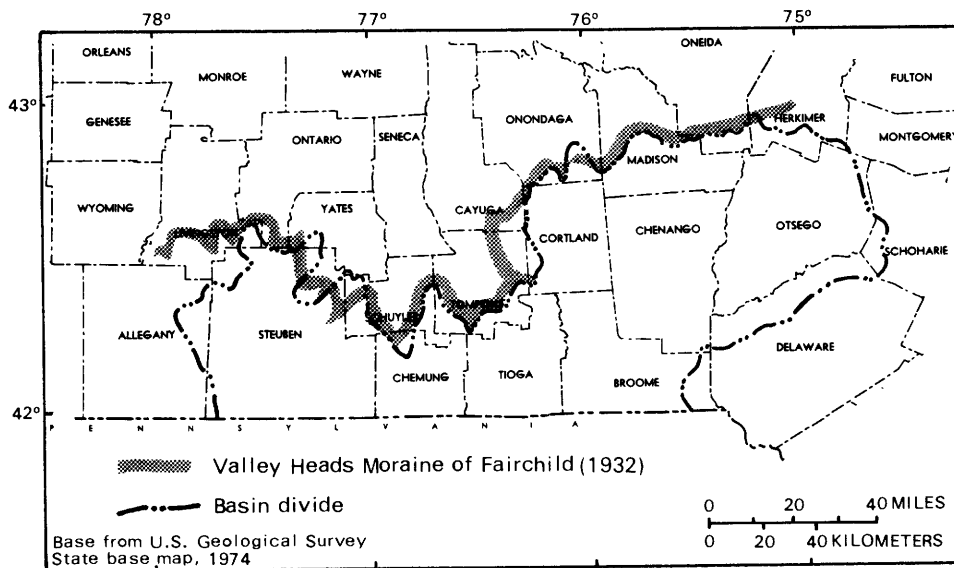 78° 77° 76° 75°
ORLEANS
ONEIDA
MONROE
WAYNE
FULTON
43°
GENESEE
ONONDAGA
HERKIMER
ONTARIO
SENECA
MONTGOMERY
MADISON
WYOMING
YATES
CAYUGA
CORTLAND
CHENANGO
OTSEGO
SCHOHARIE
ALLEGANY
STEUBEN
DELAWARE
CHEMUNG
TIOGA
BROOME
42°
PENNSYLVANIA
Valley Heads Moraine of Fairchild (1932)
Basin divide
0 20 40 MILES
0 20 40 KILOMETERS
Base from U.S. Geological Survey
State base map, 1974